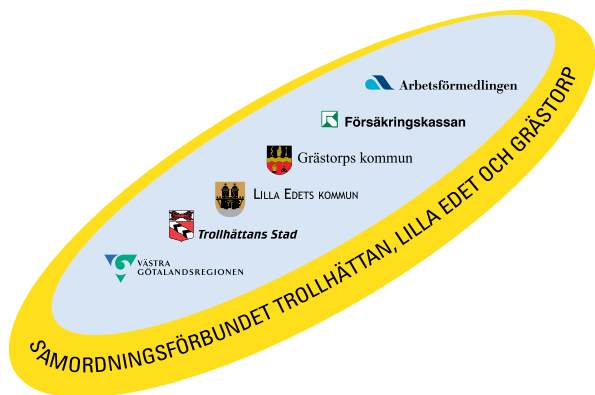 Arbetsförmedlingen
Försäkringskassan
Grästorps kommun
LILLA EDETS KOMMUN
Trollhättans Stad
VÄSTRA
GÖTALANDSREGIONEN
SAMORDNINGSFÖRBUNDET TROLLHÄTTAN, LILLA EDET OCH GRÄSTORP